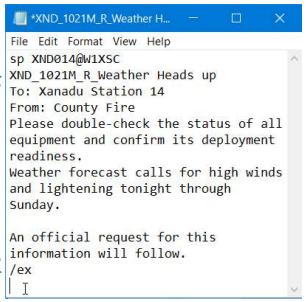 *XND_1021M_R_Weather H...
File Edit Format View Help
sp XND014@W1XSC
XND_1021M_R_Weather Heads up
To: Xanadu Station 14
From: County Fire
Please double-check the status of all
equipment and confirm its deployment
readiness.
Weather forecast calls for high winds
and lightening tonight through
Sunday.
An official request for this
information will follow.
/ex